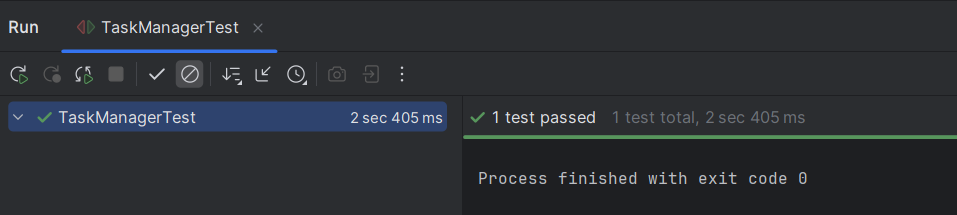 Run TaskManagerTest
TaskManagerTest 2 sec 405 ms
1 test passed 1 test total, 2 sec 405 ms
Process finished with exit code 0